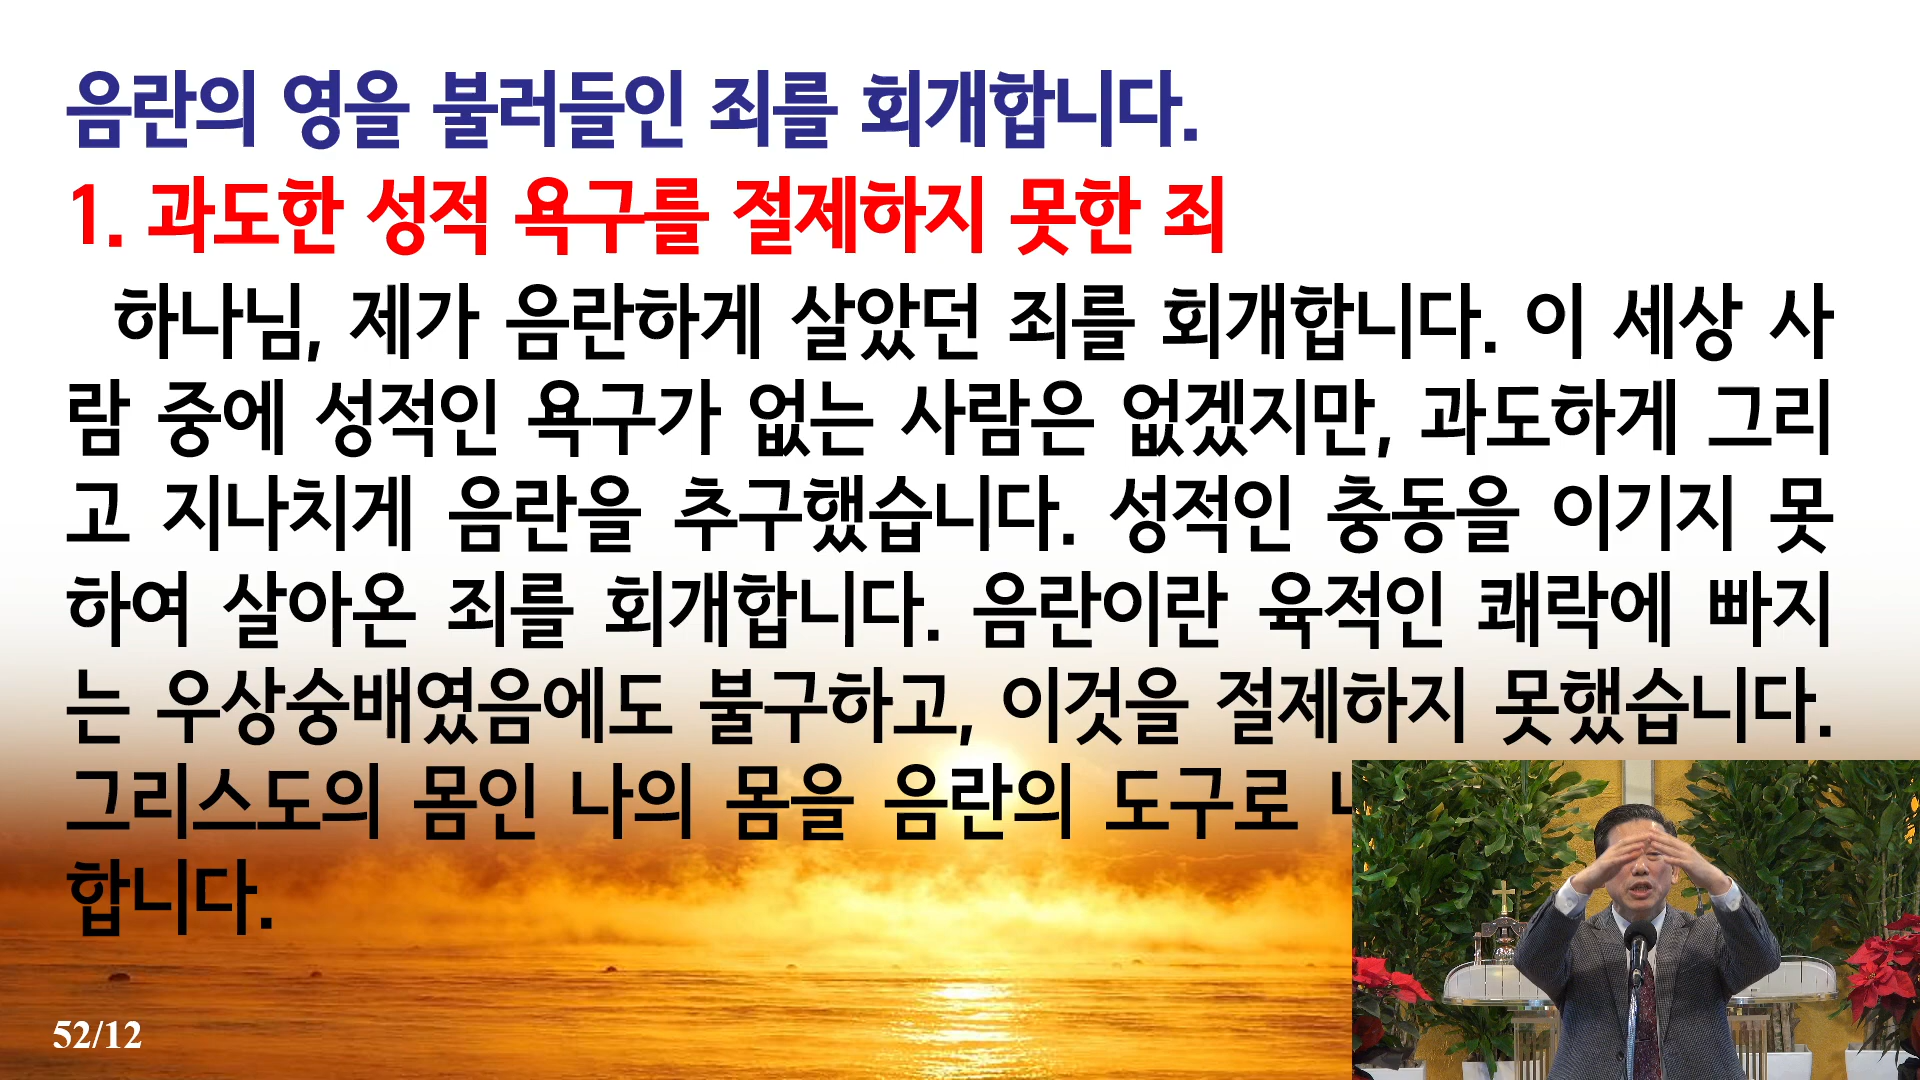 음란의 영을 불러들인 죄를 회개합니다.
1. 과도한 성적 욕구를 절제하지 못한 죄
하나님, 제가 음란하게 살았던 죄를 회개합니다. 이 세상 사
람 중에 성적인 욕구가 없는 사람은 없겠지만, 과도하게 그리
고 지나치게 음란을 추구했습니다. 성적인 충동을 이기지 못
하여 살아온 죄를 회개합니다. 음란이란 육적인 쾌락에 빠지
는 우상숭배였음에도 불구하고, 이것을 절제하지 못했습니다.
그리스도의 몸인 나의 몸을 음란의 도구로
합니다.
52/12